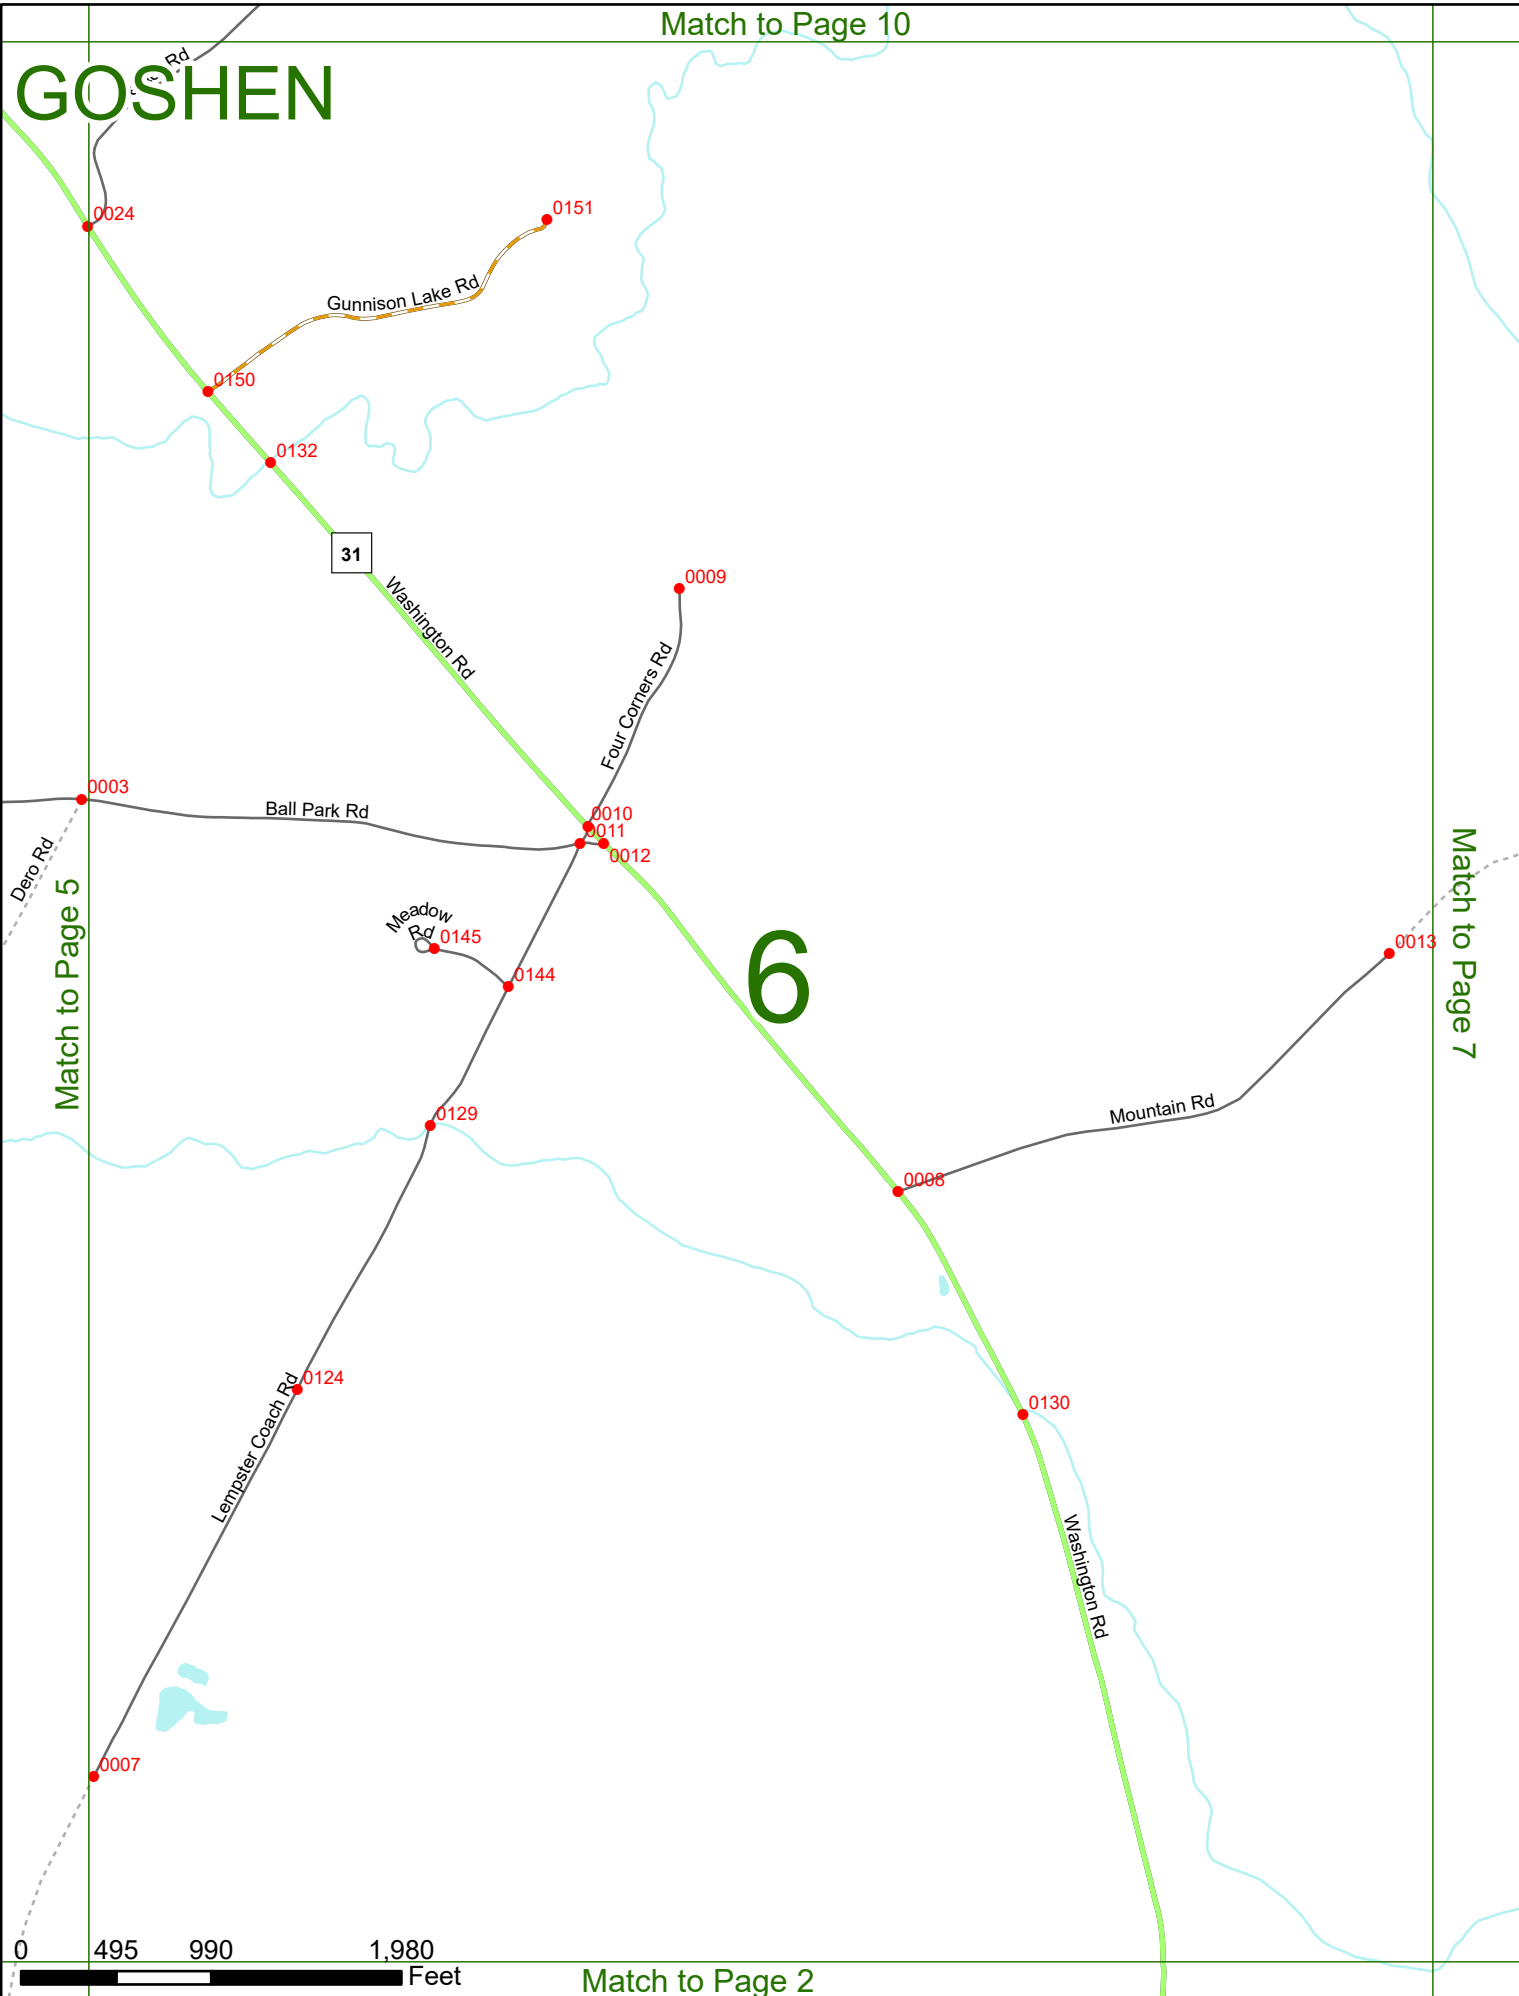 Match to Page 10
Rd
GOSHEN
0024
0151
Gunnison Lake Rd
0150
0132
31
Washington Rd
0009
Four Corners Rd
0003
Ball Park Rd
0010
0011
0012
Dero Rd
Match to Page 5
Meadow
Rd
0145
0144
6
0013
Match to Page 7
0129
Mountain Rd
0008
0124
Lempster Coach Rd
0130
Washington Rd
0007
0 495 990 1,980
Feet
Match to Page 2